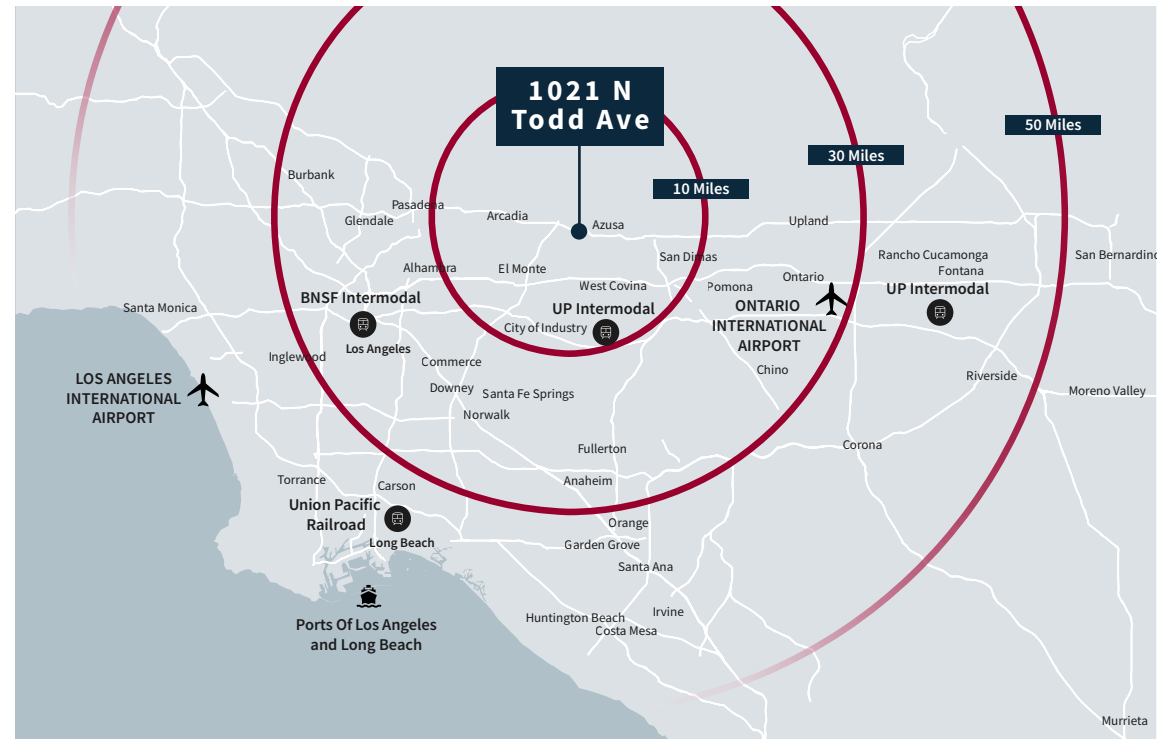 1021 N
Todd Ave
50 Miles
30 Miles
10 Miles
Burbank
Pasadena
Glendale
Arcadia
Azusa
Upland
San Dimas
Rancho Cucamonga
San Bernardino
Alhambra
El Monte
Fontana
Ontario
West Covina
Pomona
UP Intermodal
BNSF Intermodal
Santa Monica
UP Intermodal
ONTARIO
INTERNATIONAL
AIRPORT
City of Industry
Los Angeles
Inglewood
Commerce
Chino
Riverside
LOS ANGELES
INTERNATIONAL
AIRPORT
Downey
Santa Fe Springs
Moreno Valley
Norwalk
Fullerton
Corona
Torrance
Carson
Anaheim
Union Pacific
Railroad
Orange
Long Beach
Garden Grove
Santa Ana
Ports Of Los Angeles
and Long Beach
Huntington Beach
Irvine
Costa Mesa
Murrieta